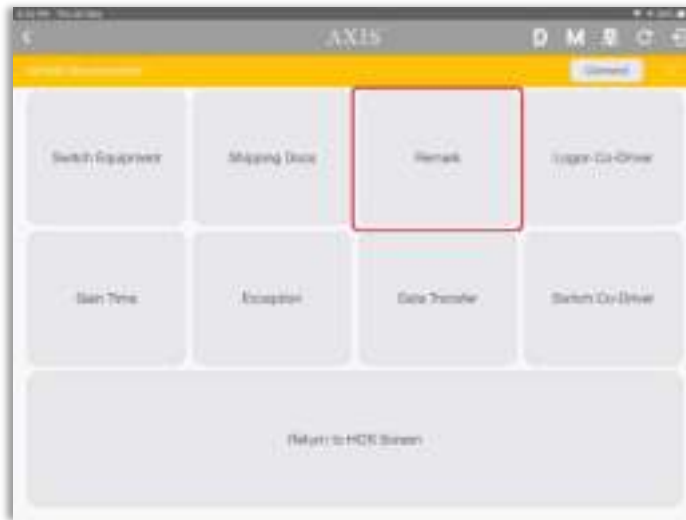 AXIS
D M
Connect
Switch Equipment
Shipping Docs
Remark
Logon Co-Driver
Gain Time
Exception
Data Transfer
Switch Co-Driver
Return to HOS Screen